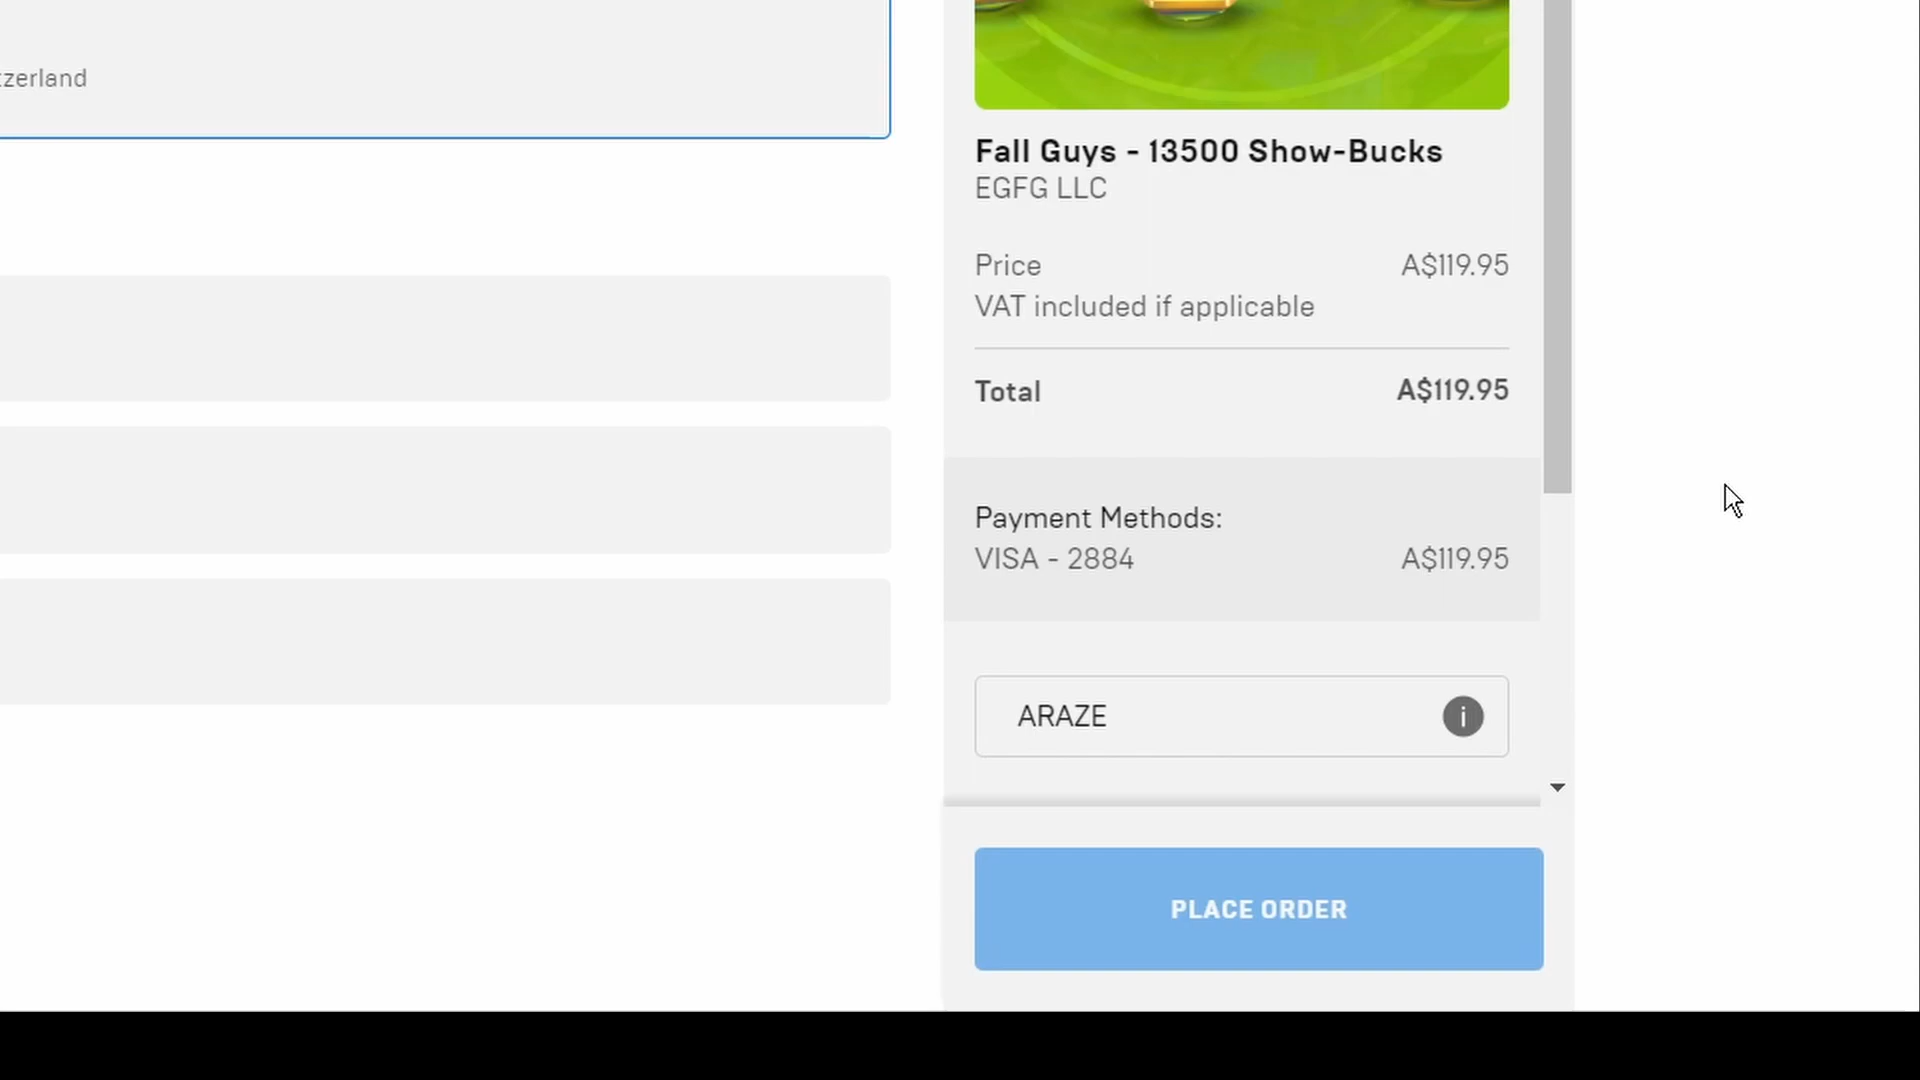 tzerland
Fall Guys - 13500 Show-Bucks
EGFG LLC
Price A$119.95
VAT included if applicable
Total A$119.95
Payment Methods:
VISA - 2884 A$119.95
ARAZE
i
PLACE ORDER